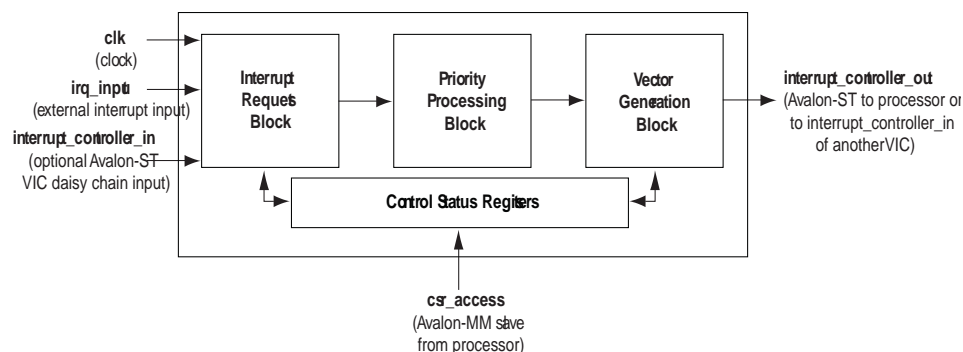 clk
(clock)
irq_input
(external interrupt input)
interrupt_controller_in
(optional Avalon-ST
VIC daisy chain input)
Interrupt
Request
Block
Priority
Processing
Block
Vector
Generation
Block
Control Status Registers
interrupt_controller_out
(Avalon-ST to processor or
to interrupt_controller_in
of another VIC)
csr_access
(Avalon-MM slave
from processor)